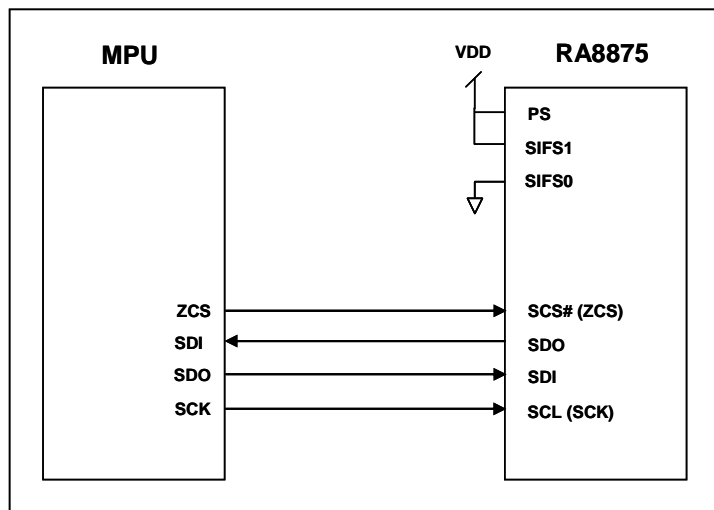 MPU
VDD
RA8875
PS
SIFS1
SIFS0
ZCS
SCS# (ZCS)
SDI
SDO
SDO
SDI
SCK
SCL (SCK)